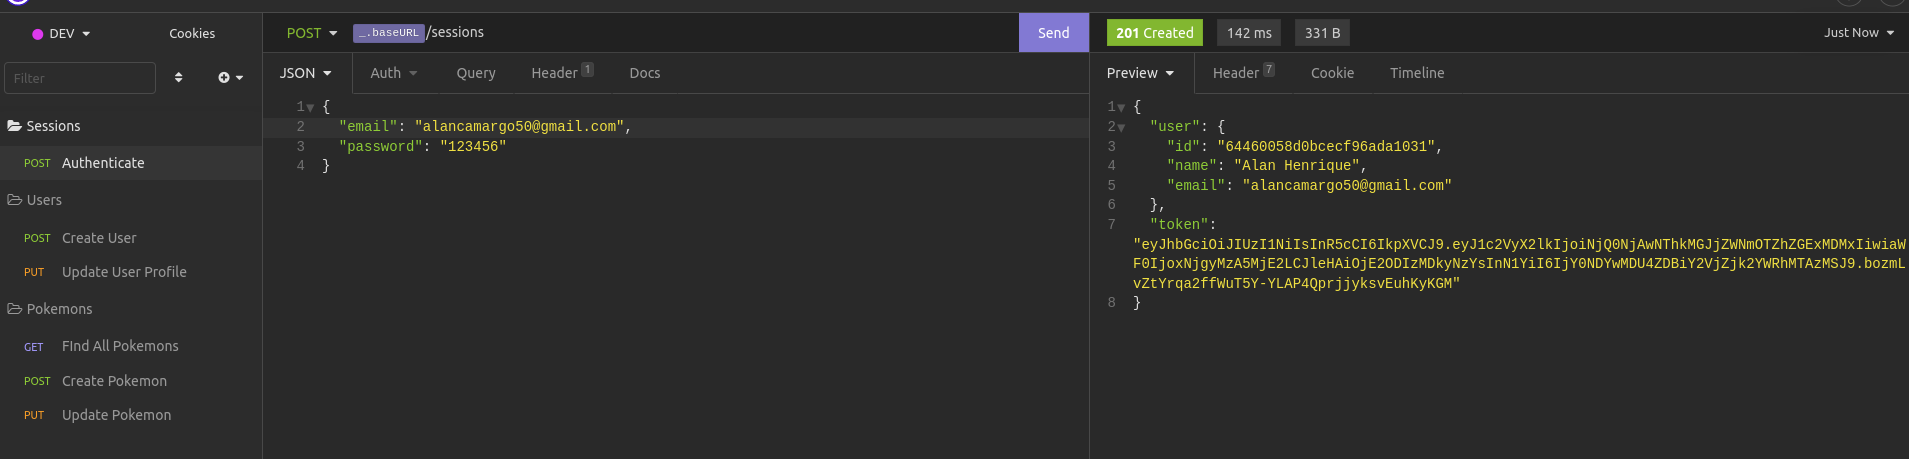 DEV
Cookies
Filter
Sessions
POST Authenticate
Users
POST Create User
PUT Update User Profile
Pokemons
GET FInd All Pokemons
POST Create Pokemon
PUT Update Pokemon
POST _.baseURL/sessions
Send
JSON Auth Query Header 1 Docs
1 {
2 "email": "alancamargo50@gmail.com",
3 "password": "123456"
4 }
201 Created 142 ms 331 B Just Now
Preview Header 7 Cookie Timeline
1 {
2 "user": {
3 "id": "64460058d0bcecf96ada1031",
4 "name": "Alan Henrique",
5 "email": "alancamargo50@gmail.com"
6 },
7 "token":
"eyJhbGciOiJIUzI1NiIsInR5cCI6IkpXVCJ9.eyJ1c2VyX2lkIjoiNjQ0NjAwNThkMGJjZWNmOTZhZGExMDMxIiwiaW
F0IjoxNjgyMzA5MjE2LCJleHAiOjE2ODIzMDkyNzYsInN1YiI6IjY0NDYwMDU4ZDBiY2VjZjk2YWRhMTAzMSJ9.bozmL
vZtYrqa2ffWuT5Y-YLAP4QprjjyksvEuhKyKGM"
8 }